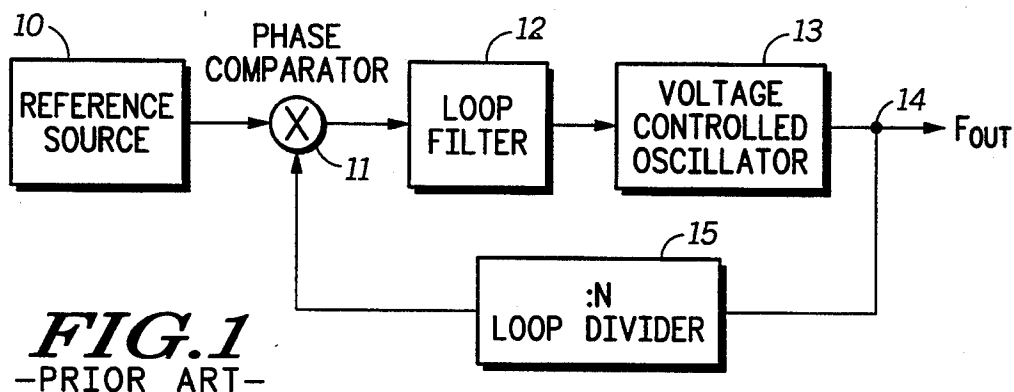 10
REFERENCE
SOURCE
PHASE
COMPARATOR
11
12
LOOP
FILTER
13
VOLTAGE
CONTROLLED
OSCILLATOR
14
FOUT
15
:N
LOOP DIVIDER
FIG.1
-PRIOR ART-